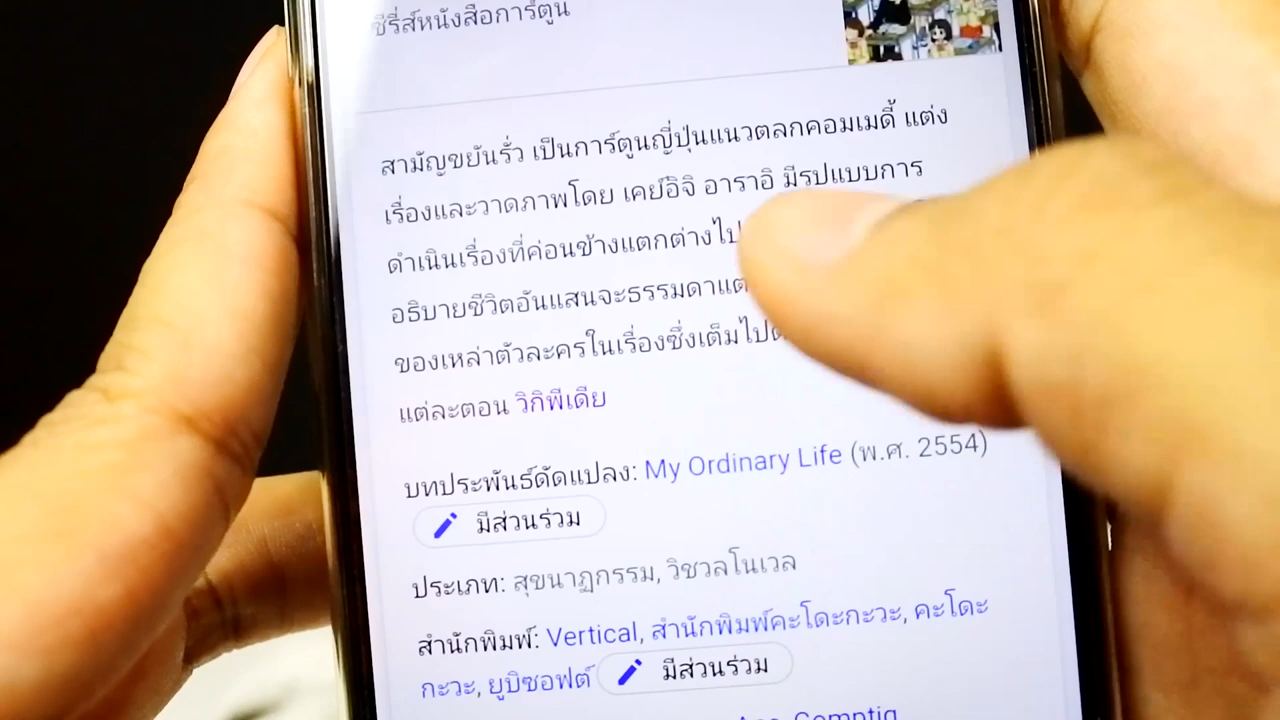 ซีรี่ส์หนังสือการ์ตูน
สามัญขยันรั่ว เป็นการ์ตูนญี่ปุ่นแนวตลกคอมเมดี้ แต่ง
เรื่องและวาดภาพโดย เคย์อิจิ อาราอิ มีรูปแบบการ
ดำเนินเรื่องที่ค่อนข้างแตกต่างไป
อธิบายชีวิตอันแสนจะธรรมดาแต่
ของเหล่าตัวละครในเรื่องซึ่งเต็มไป
แต่ละตอน วิกิพีเดีย
บทประพันธ์ดัดแปลง: My Ordinary Life (พ.ศ. 2554)
มีส่วนร่วม
ประเภท: สุขนาฏกรรม, วิชวลโนเวล
สำนักพิมพ์: Vertical, สำนักพิมพ์คะโดะกะวะ, คะโดะ
กะวะ, ยูบิซอฟต์ มีส่วนร่วม
Comptiq